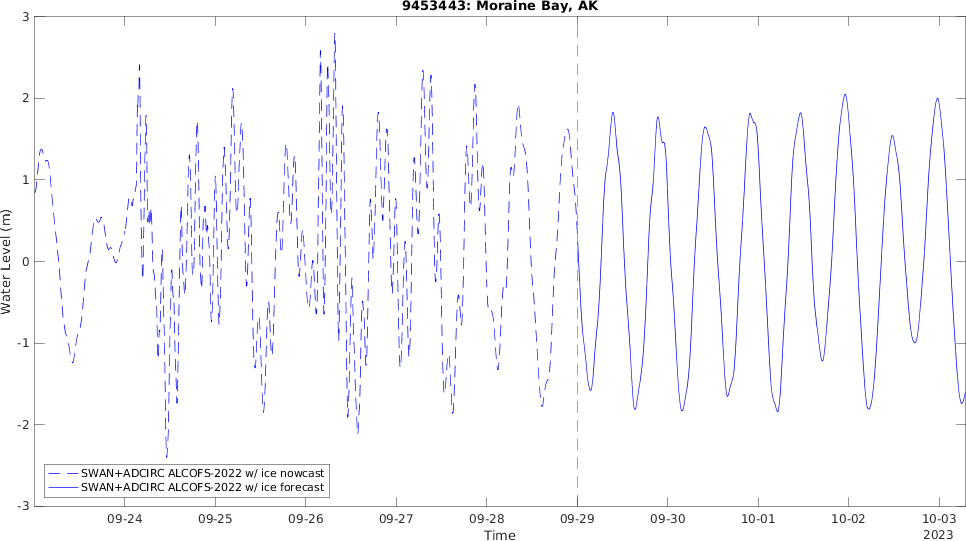 9453443: Moraine Bay, AK
3
2
1
0
-1
-2
-3
Water Level (m)
SWAN+ADCIRC ALCOFS-2022 w/ ice nowcast
SWAN+ADCIRC ALCOFS-2022 w/ ice forecast
09-24 09-25 09-26 09-27 09-28 09-29 09-30 10-01 10-02 10-03
Time 2023